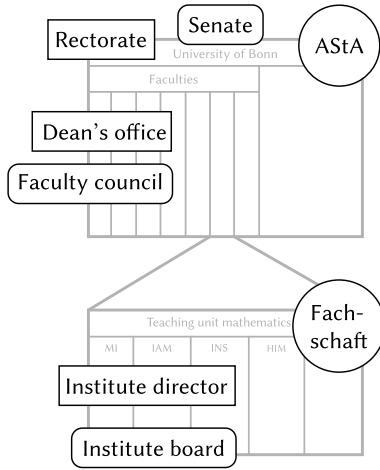 Senate
Rectorate
AStA
University of Bonn
Faculties
Dean's office
Faculty council
Teaching unit mathematics
Fach-
schaft
MI IAM INS HIM
Institute director
Institute board